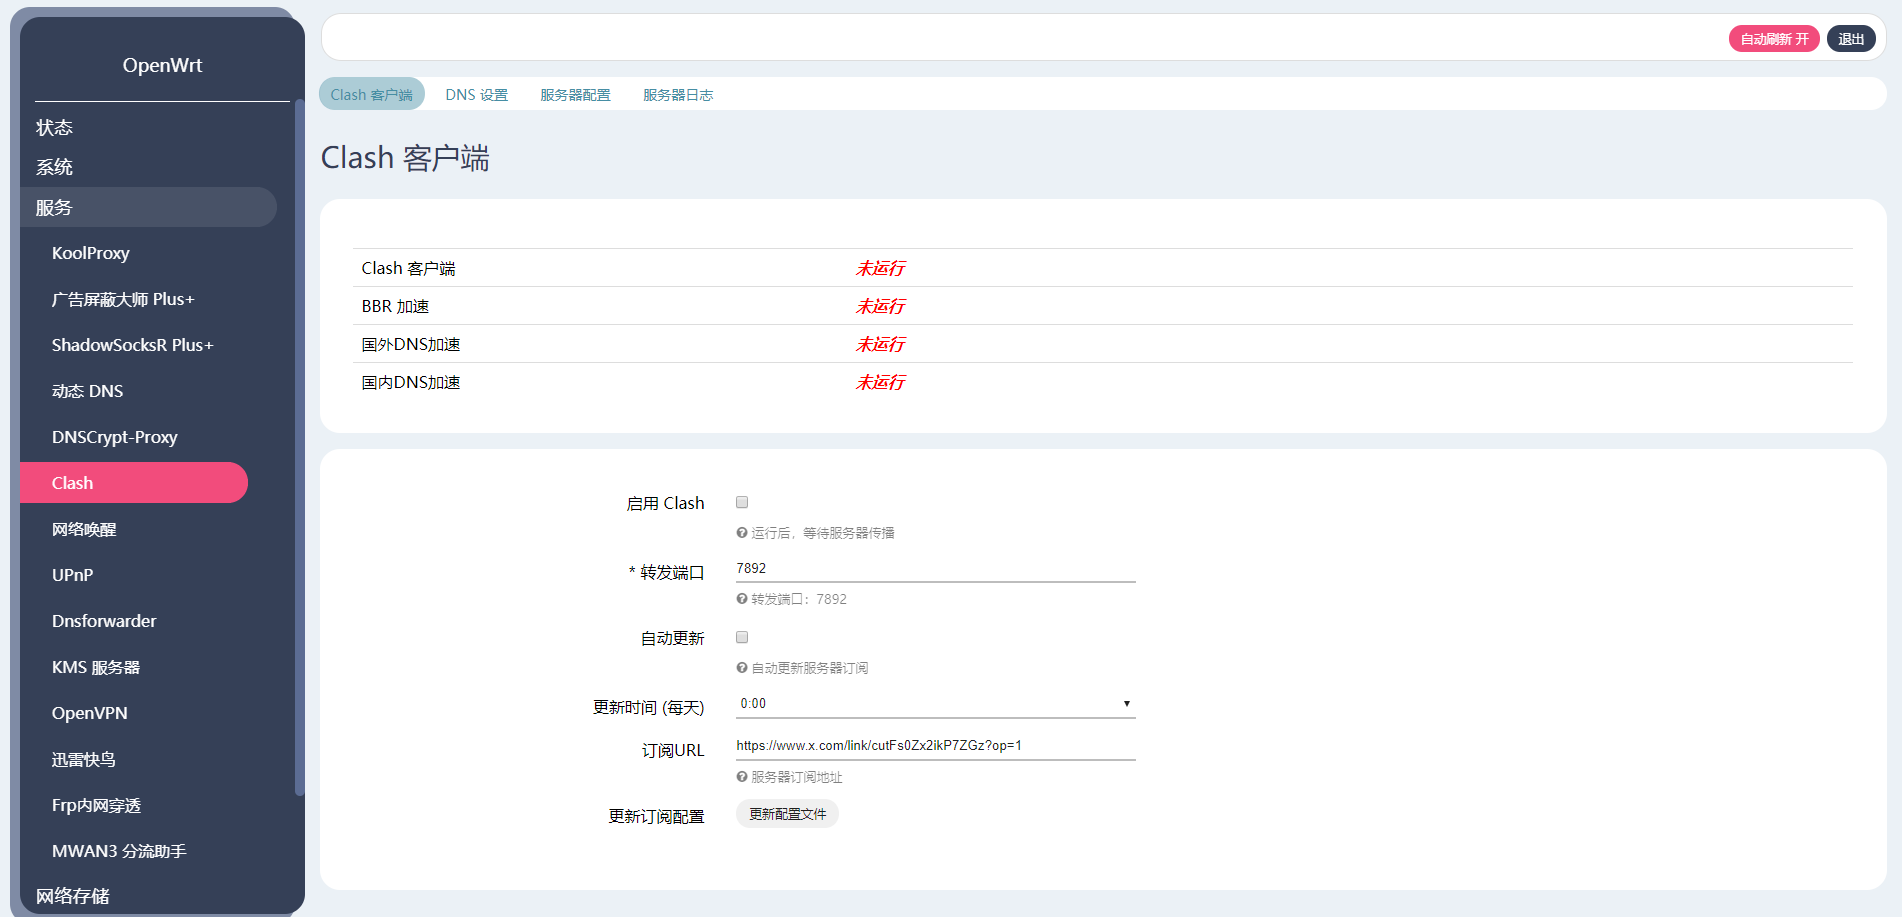 OpenWrt
状态
系统
服务
KoolProxy
广告屏蔽大师 Plus+
ShadowSocksR Plus+
动态 DNS
DNSCrypt-Proxy
Clash
网络唤醒
UPnP
Dnsforwarder
KMS 服务器
OpenVPN
迅雷快鸟
Frp内网穿透
MWAN3 分流助手
网络存储
自动刷新 开 退出
Clash 客户端 DNS 设置 服务器配置 服务器日志
Clash 客户端
Clash 客户端 未运行
BBR 加速 未运行
国外DNS加速 未运行
国内DNS加速 未运行
启用 Clash
运行后，等待服务器传播
* 转发端口 7892
转发端口：7892
自动更新
自动更新服务器订阅
更新时间 (每天) 0:00
订阅URL https://www.x.com/link/cutFs0Zx2ikP7ZGz?op=1
服务器订阅地址
更新订阅配置 更新配置文件